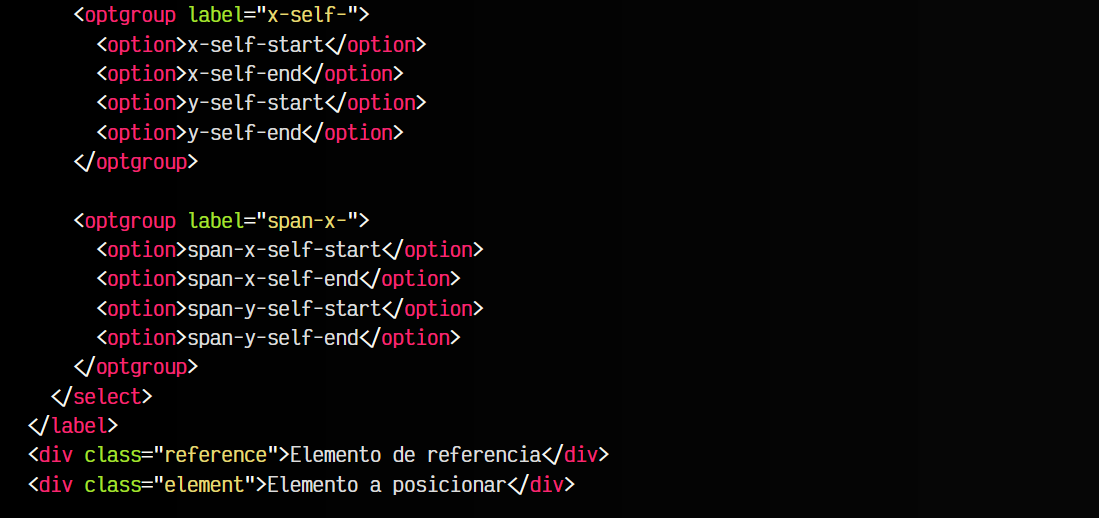 <optgroup label="x-self-">
<option>x-self-start</option>
<option>x-self-end</option>
<option>y-self-start</option>
<option>y-self-end</option>
</optgroup>
<optgroup label="span-x-">
<option>span-x-self-start</option>
<option>span-x-self-end</option>
<option>span-y-self-start</option>
<option>span-y-self-end</option>
</optgroup>
</select>
</label>
<div class="reference">Elemento de referencia</div>
<div class="element">Elemento a posicionar</div>